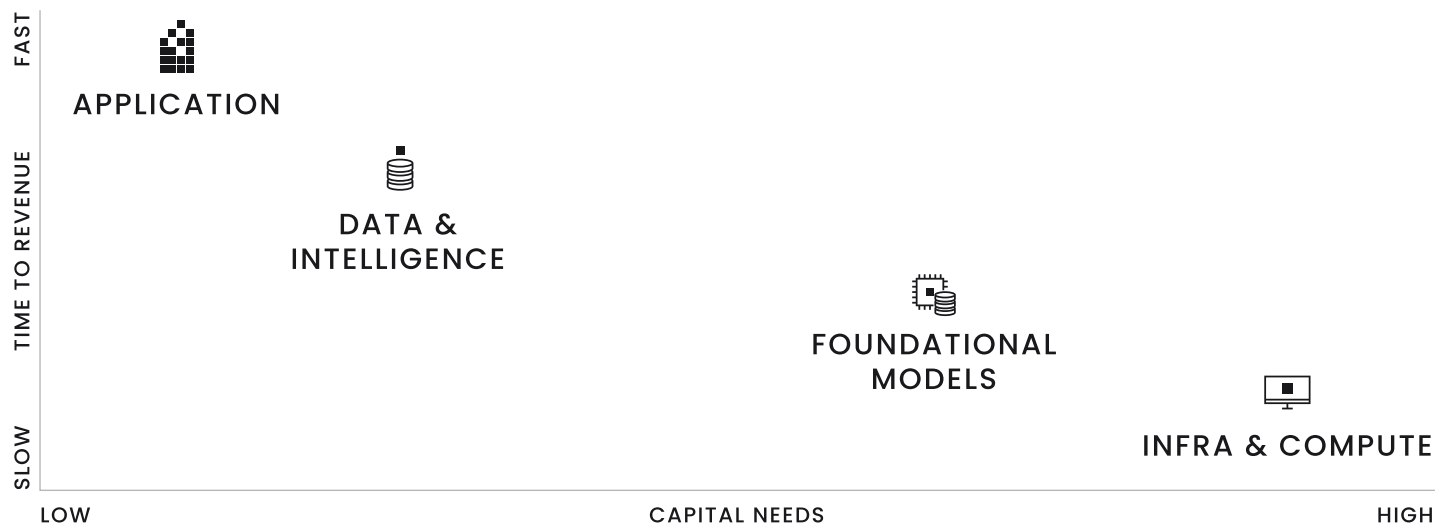 FAST
APPLICATION
TIME TO REVENUE
DATA &
INTELLIGENCE
FOUNDATIONAL
MODELS
SLOW
INFRA & COMPUTE
LOW
CAPITAL NEEDS
HIGH